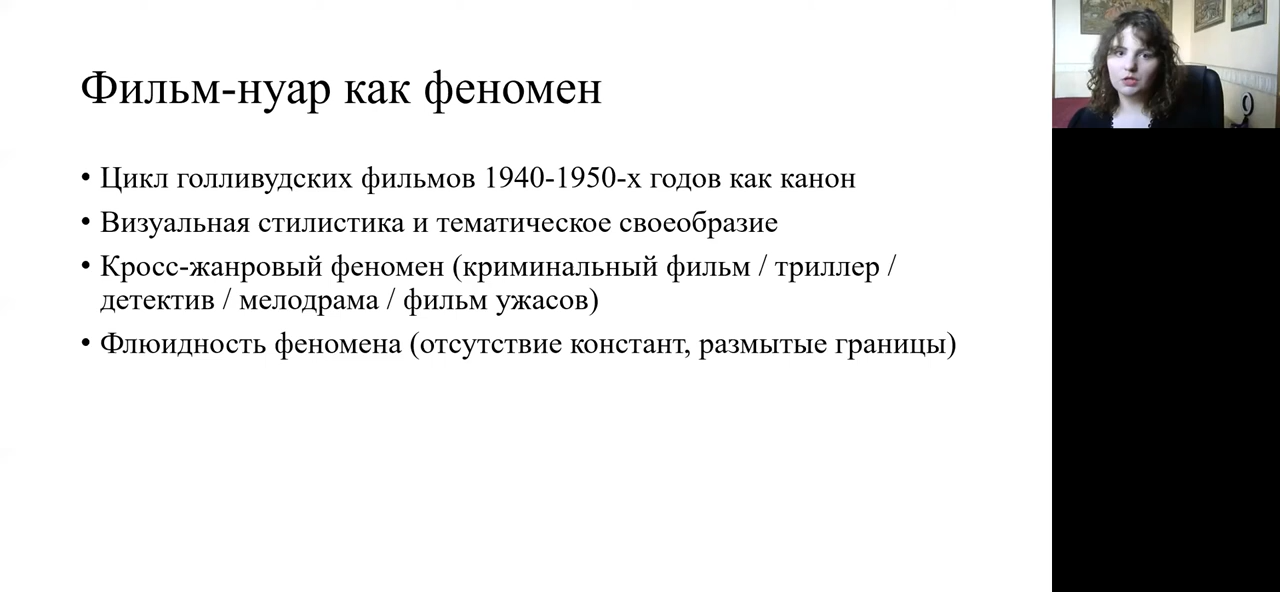 Фильм-нуар как феномен
• Цикл голливудских фильмов 1940-1950-х годов как канон
• Визуальная стилистика и тематическое своеобразие
• Кросс-жанровый феномен (криминальный фильм / триллер /
детектив / мелодрама / фильм ужасов)
• Флюидность феномена (отсутствие констант, размытые границы)